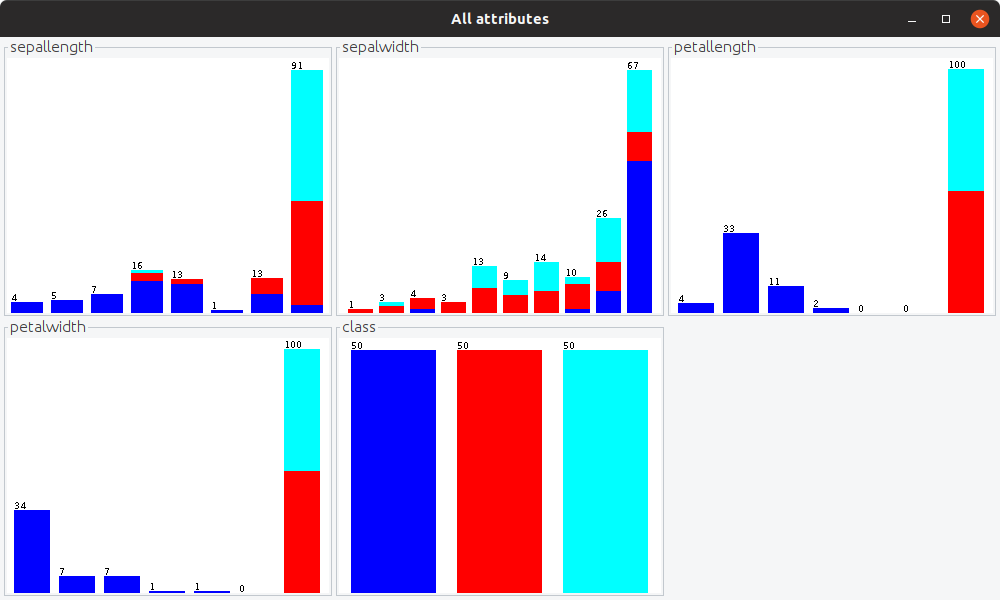 All attributes
sepallength
4 5 7 16 13 1 13 91
sepalwidth
1 3 4 3 13 9 14 10 26 67
petallength
4 33 11 2 0 0 100
petalwidth
34 7 7 1 1 0 100
class
50 50 50